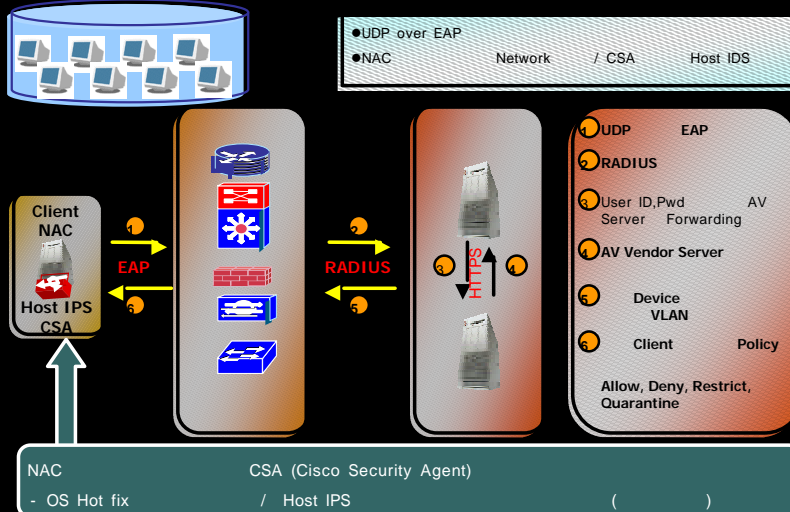 ●UDP over EAP
●NAC Network / CSA Host IDS
Client
NAC
Host IPS
CSA
1
EAP
6
2
RADIUS
5
3
HTTPS
4
1 UDP EAP
2 RADIUS
3 User ID,Pwd AV
Server Forwarding
4 AV Vendor Server
5 Device
VLAN
6 Client Policy
Allow, Deny, Restrict,
Quarantine
NAC CSA (Cisco Security Agent)
- OS Hot fix / Host IPS ( )